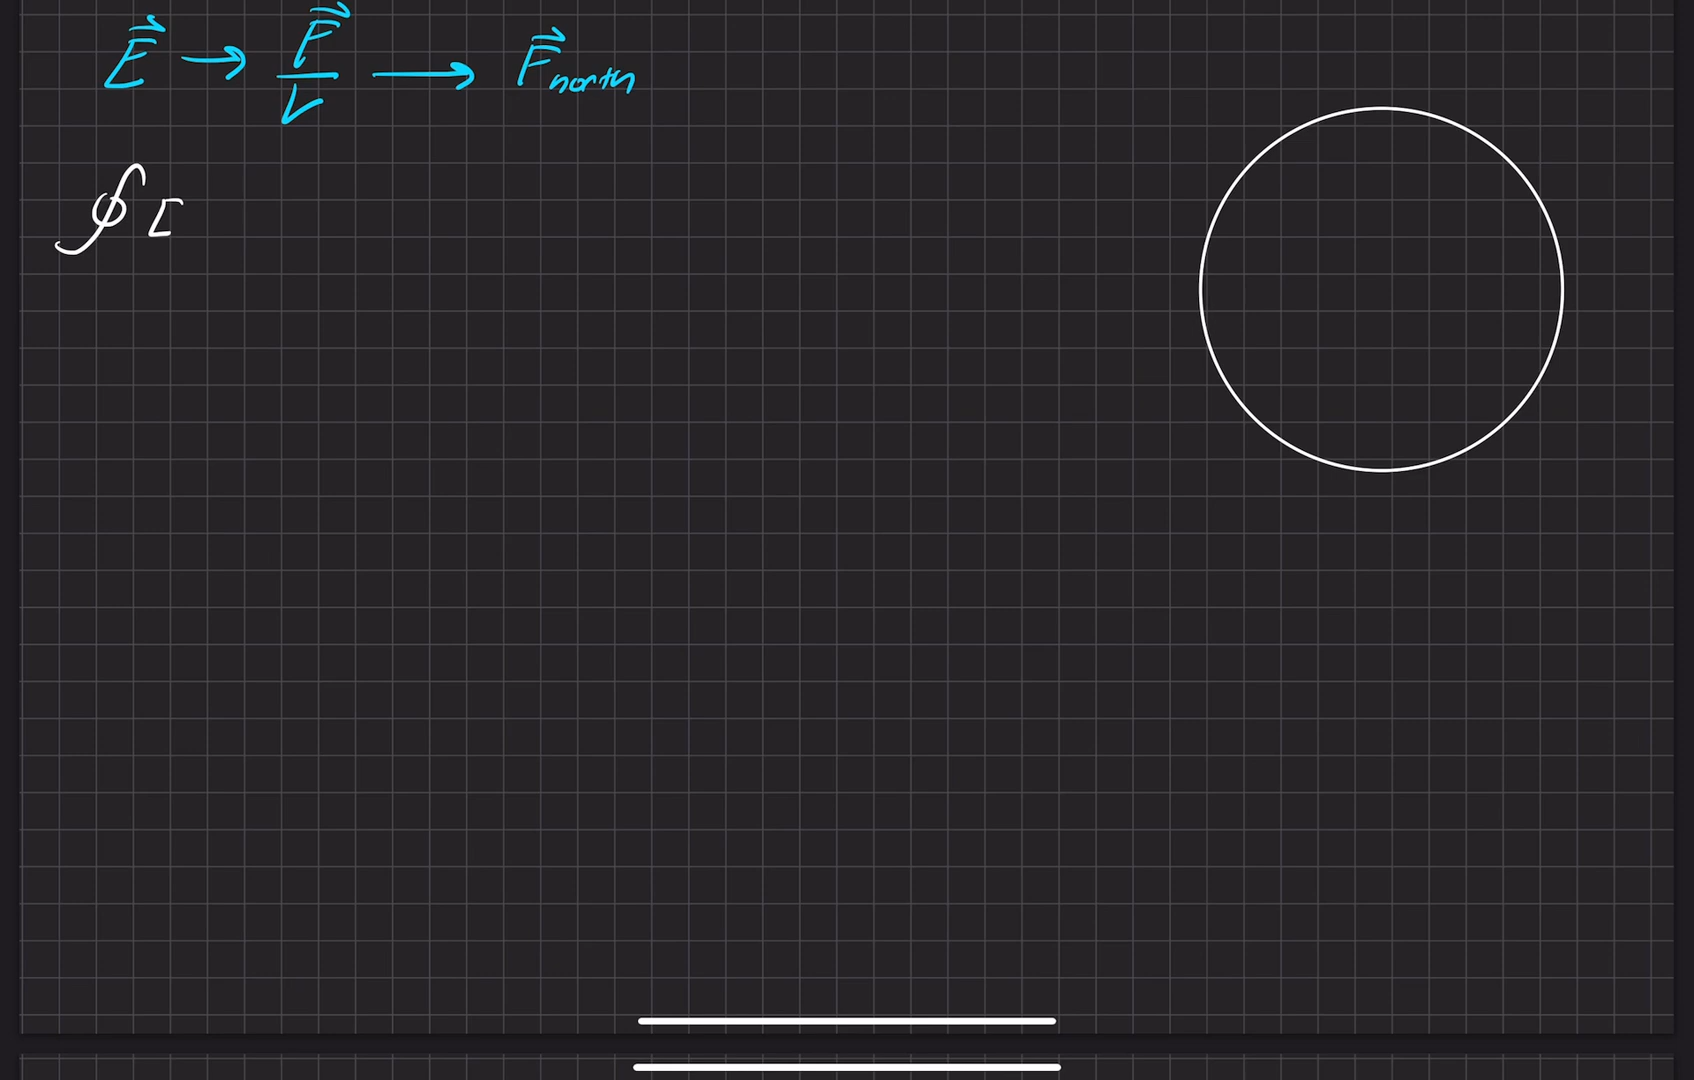 E⃗ → F⃗/V → F⃗north
∮ E